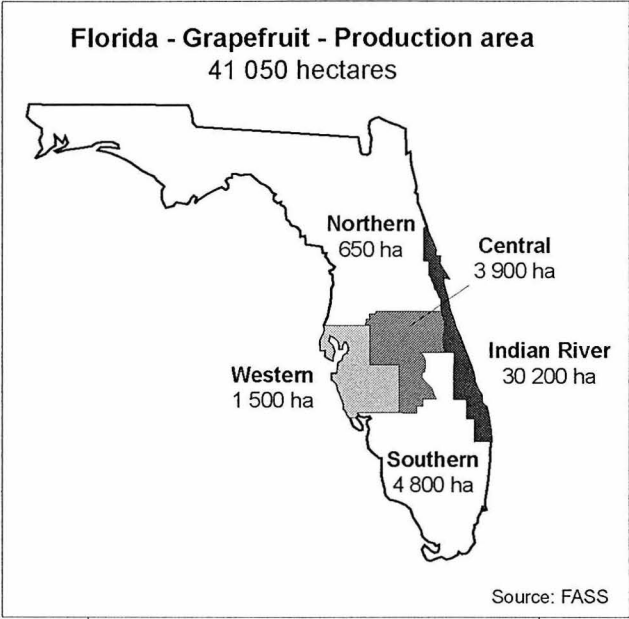 Florida - Grapefruit - Production area
41 050 hectares
Northern
650 ha
Central
3 900 ha
Indian River
30 200 ha
Western
1 500 ha
Southern
4 800 ha
Source: FASS